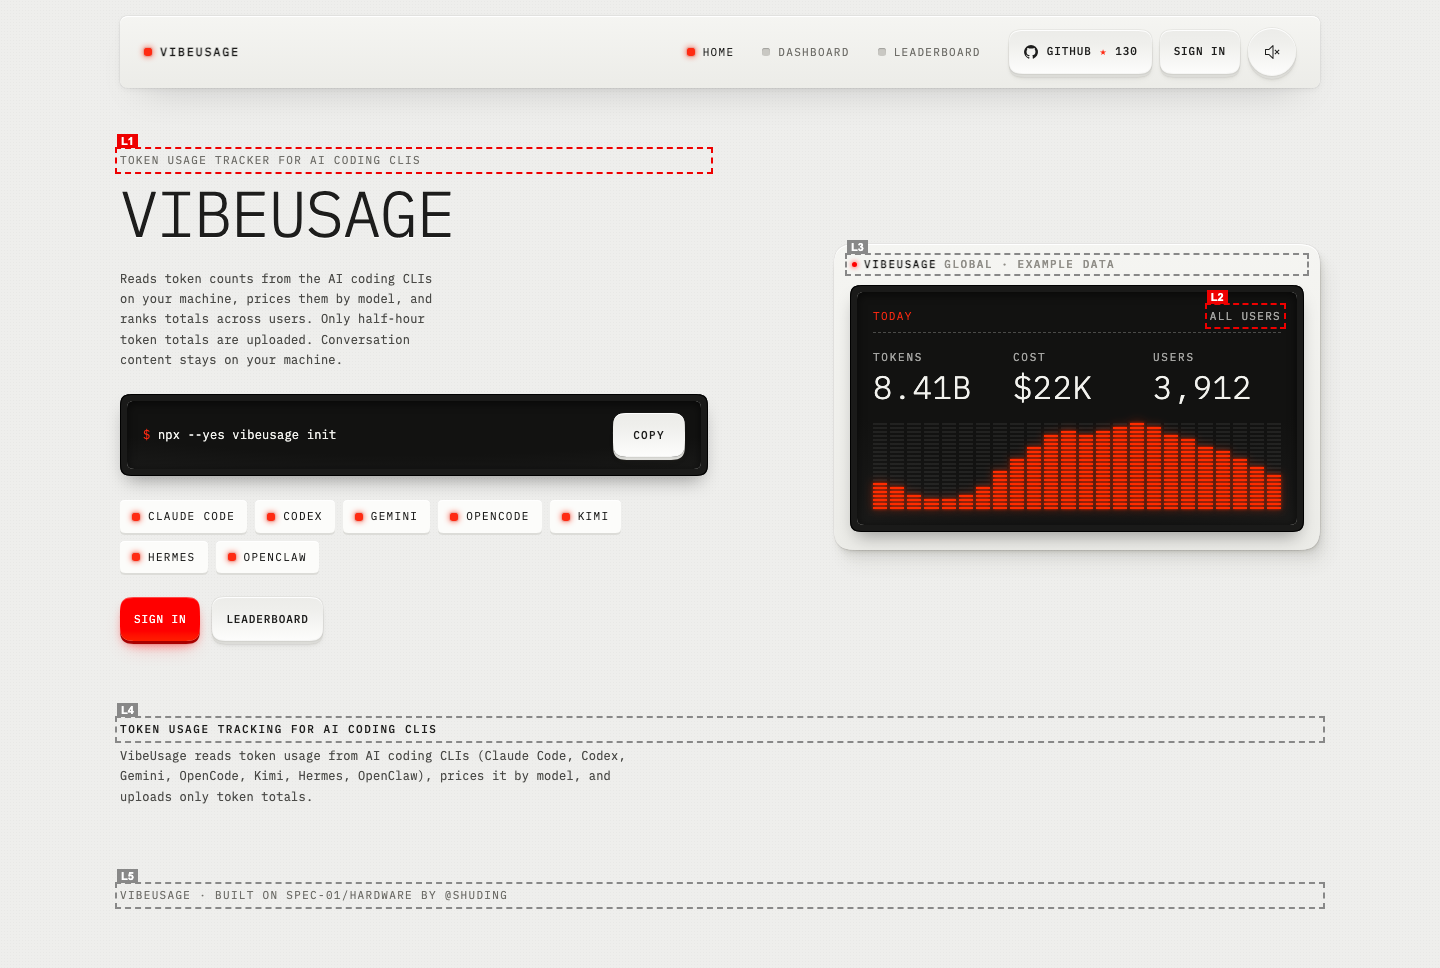 VIBEUSAGE
HOME
DASHBOARD
LEADERBOARD
GITHUB ★ 130
SIGN IN
L1
TOKEN USAGE TRACKER FOR AI CODING CLIS
VIBEUSAGE
Reads token counts from the AI coding CLIs
on your machine, prices them by model, and
ranks totals across users. Only half-hour
token totals are uploaded. Conversation
content stays on your machine.
$ npx --yes vibeusage init
COPY
CLAUDE CODE
CODEX
GEMINI
OPENCODE
KIMI
HERMES
OPENCLAW
SIGN IN
LEADERBOARD
L3
VIBEUSAGE GLOBAL · EXAMPLE DATA
L2
TODAY
ALL USERS
TOKENS
COST
USERS
8.41B
$22K
3,912
L4
TOKEN USAGE TRACKING FOR AI CODING CLIS
VibeUsage reads token usage from AI coding CLIs (Claude Code, Codex,
Gemini, OpenCode, Kimi, Hermes, OpenClaw), prices it by model, and
uploads only token totals.
L5
VIBEUSAGE · BUILT ON SPEC-01/HARDWARE BY @SHUDING